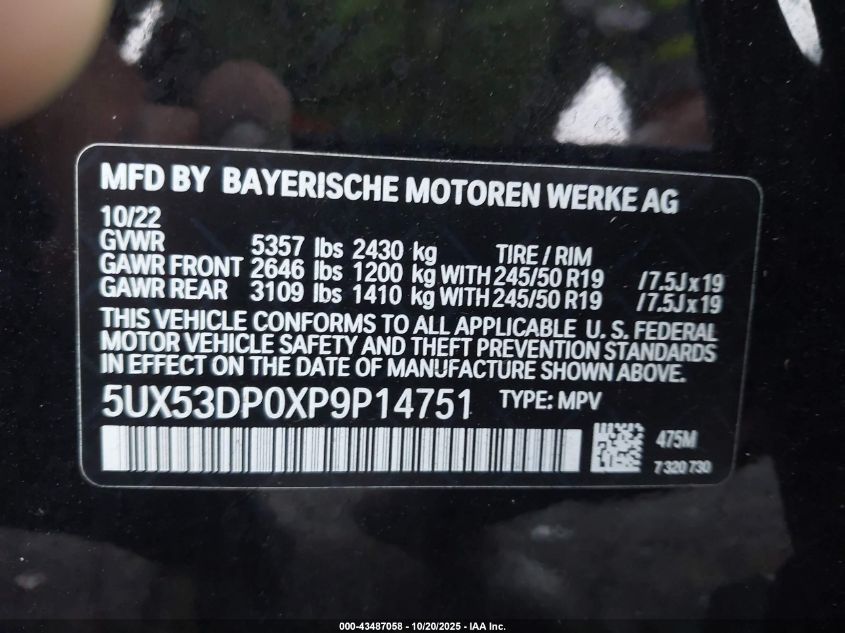 MFD BY BAYERISCHE MOTOREN WERKE AG
10/22
GVWR 5357 lbs 2430 kg TIRE / RIM
GAWR FRONT 2646 lbs 1200 kg WITH 245/50 R19 /7.5J x 19
GAWR REAR 3109 lbs 1410 kg WITH 245/50 R19 /7.5J x 19
THIS VEHICLE CONFORMS TO ALL APPLICABLE U. S. FEDERAL
MOTOR VEHICLE SAFETY AND THEFT PREVENTION STANDARDS
IN EFFECT ON THE DATE OF MANUFACTURE SHOWN ABOVE.
5UX53DP0XP9P14751 TYPE: MPV
475M
7 320 730
000-43487058 - 10/20/2025 - IAA Inc.